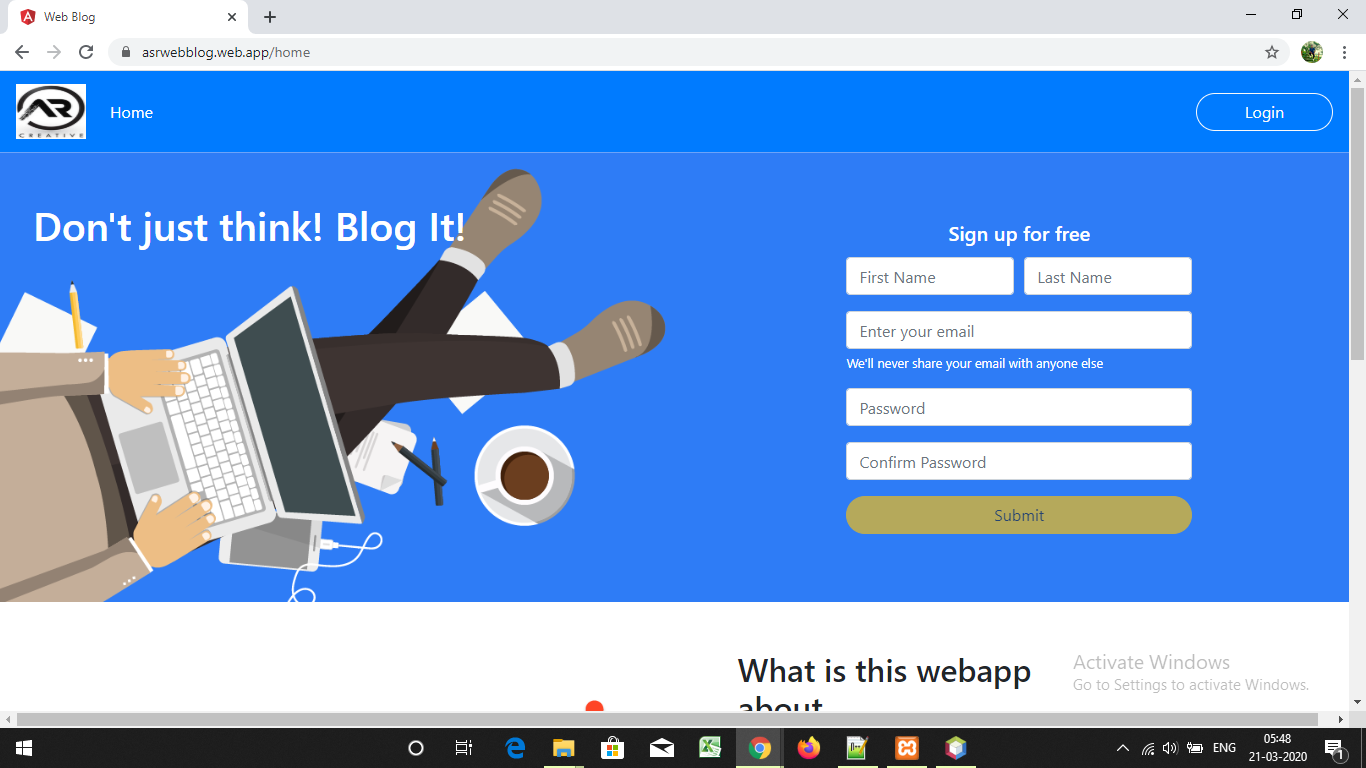 Web Blog
asrwebblog.web.app/home
AR
CREATIVE
Home
Login
Don't just think! Blog It!
Sign up for free
First Name
Last Name
Enter your email
We'll never share your email with anyone else
Password
Confirm Password
Submit
What is this webapp
about
Activate Windows
Go to Settings to activate Windows.
ENG
05:48
21-03-2020
1